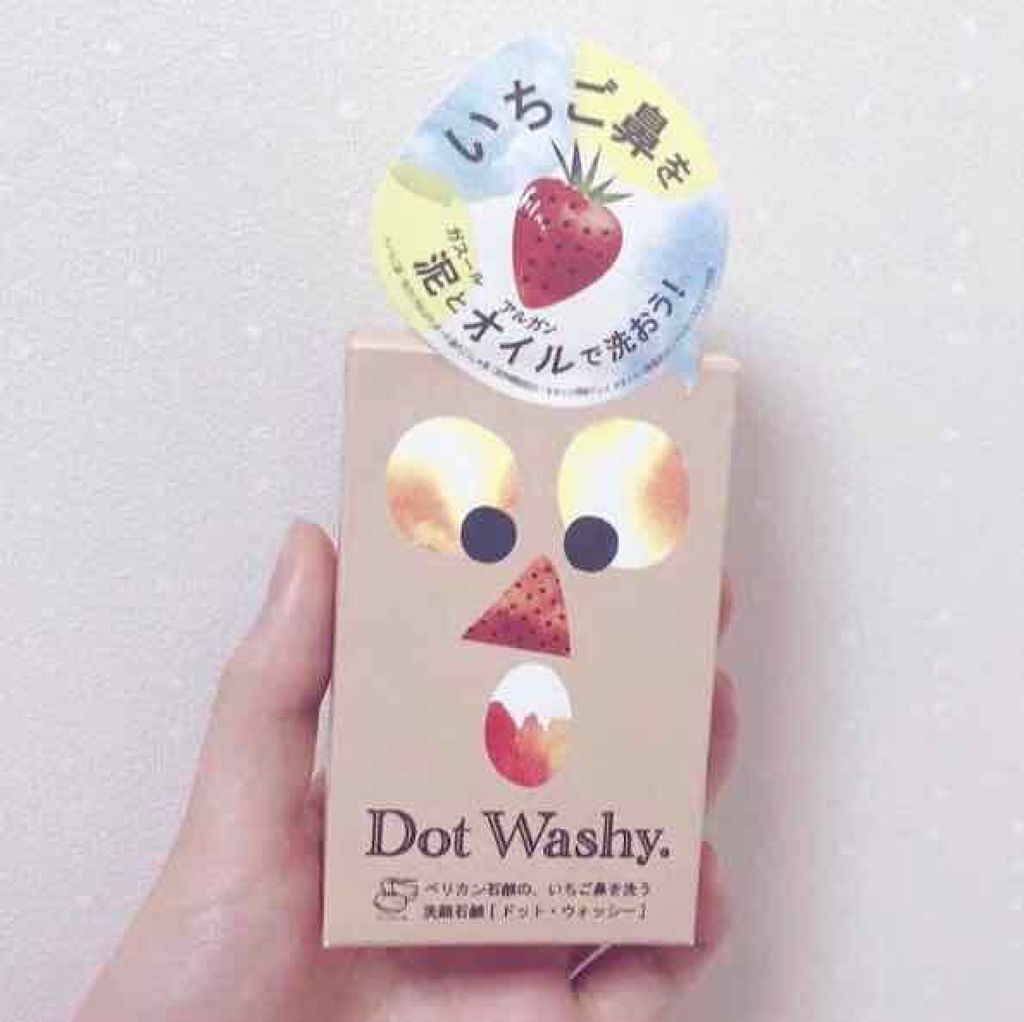 いちご鼻を
ガスール
泥と
アルガン
オイルで洗おう!
Dot Washy.
ペリカン石鹸の、いちご鼻を洗う
洗顔石鹸[ドット・ウォッシー]